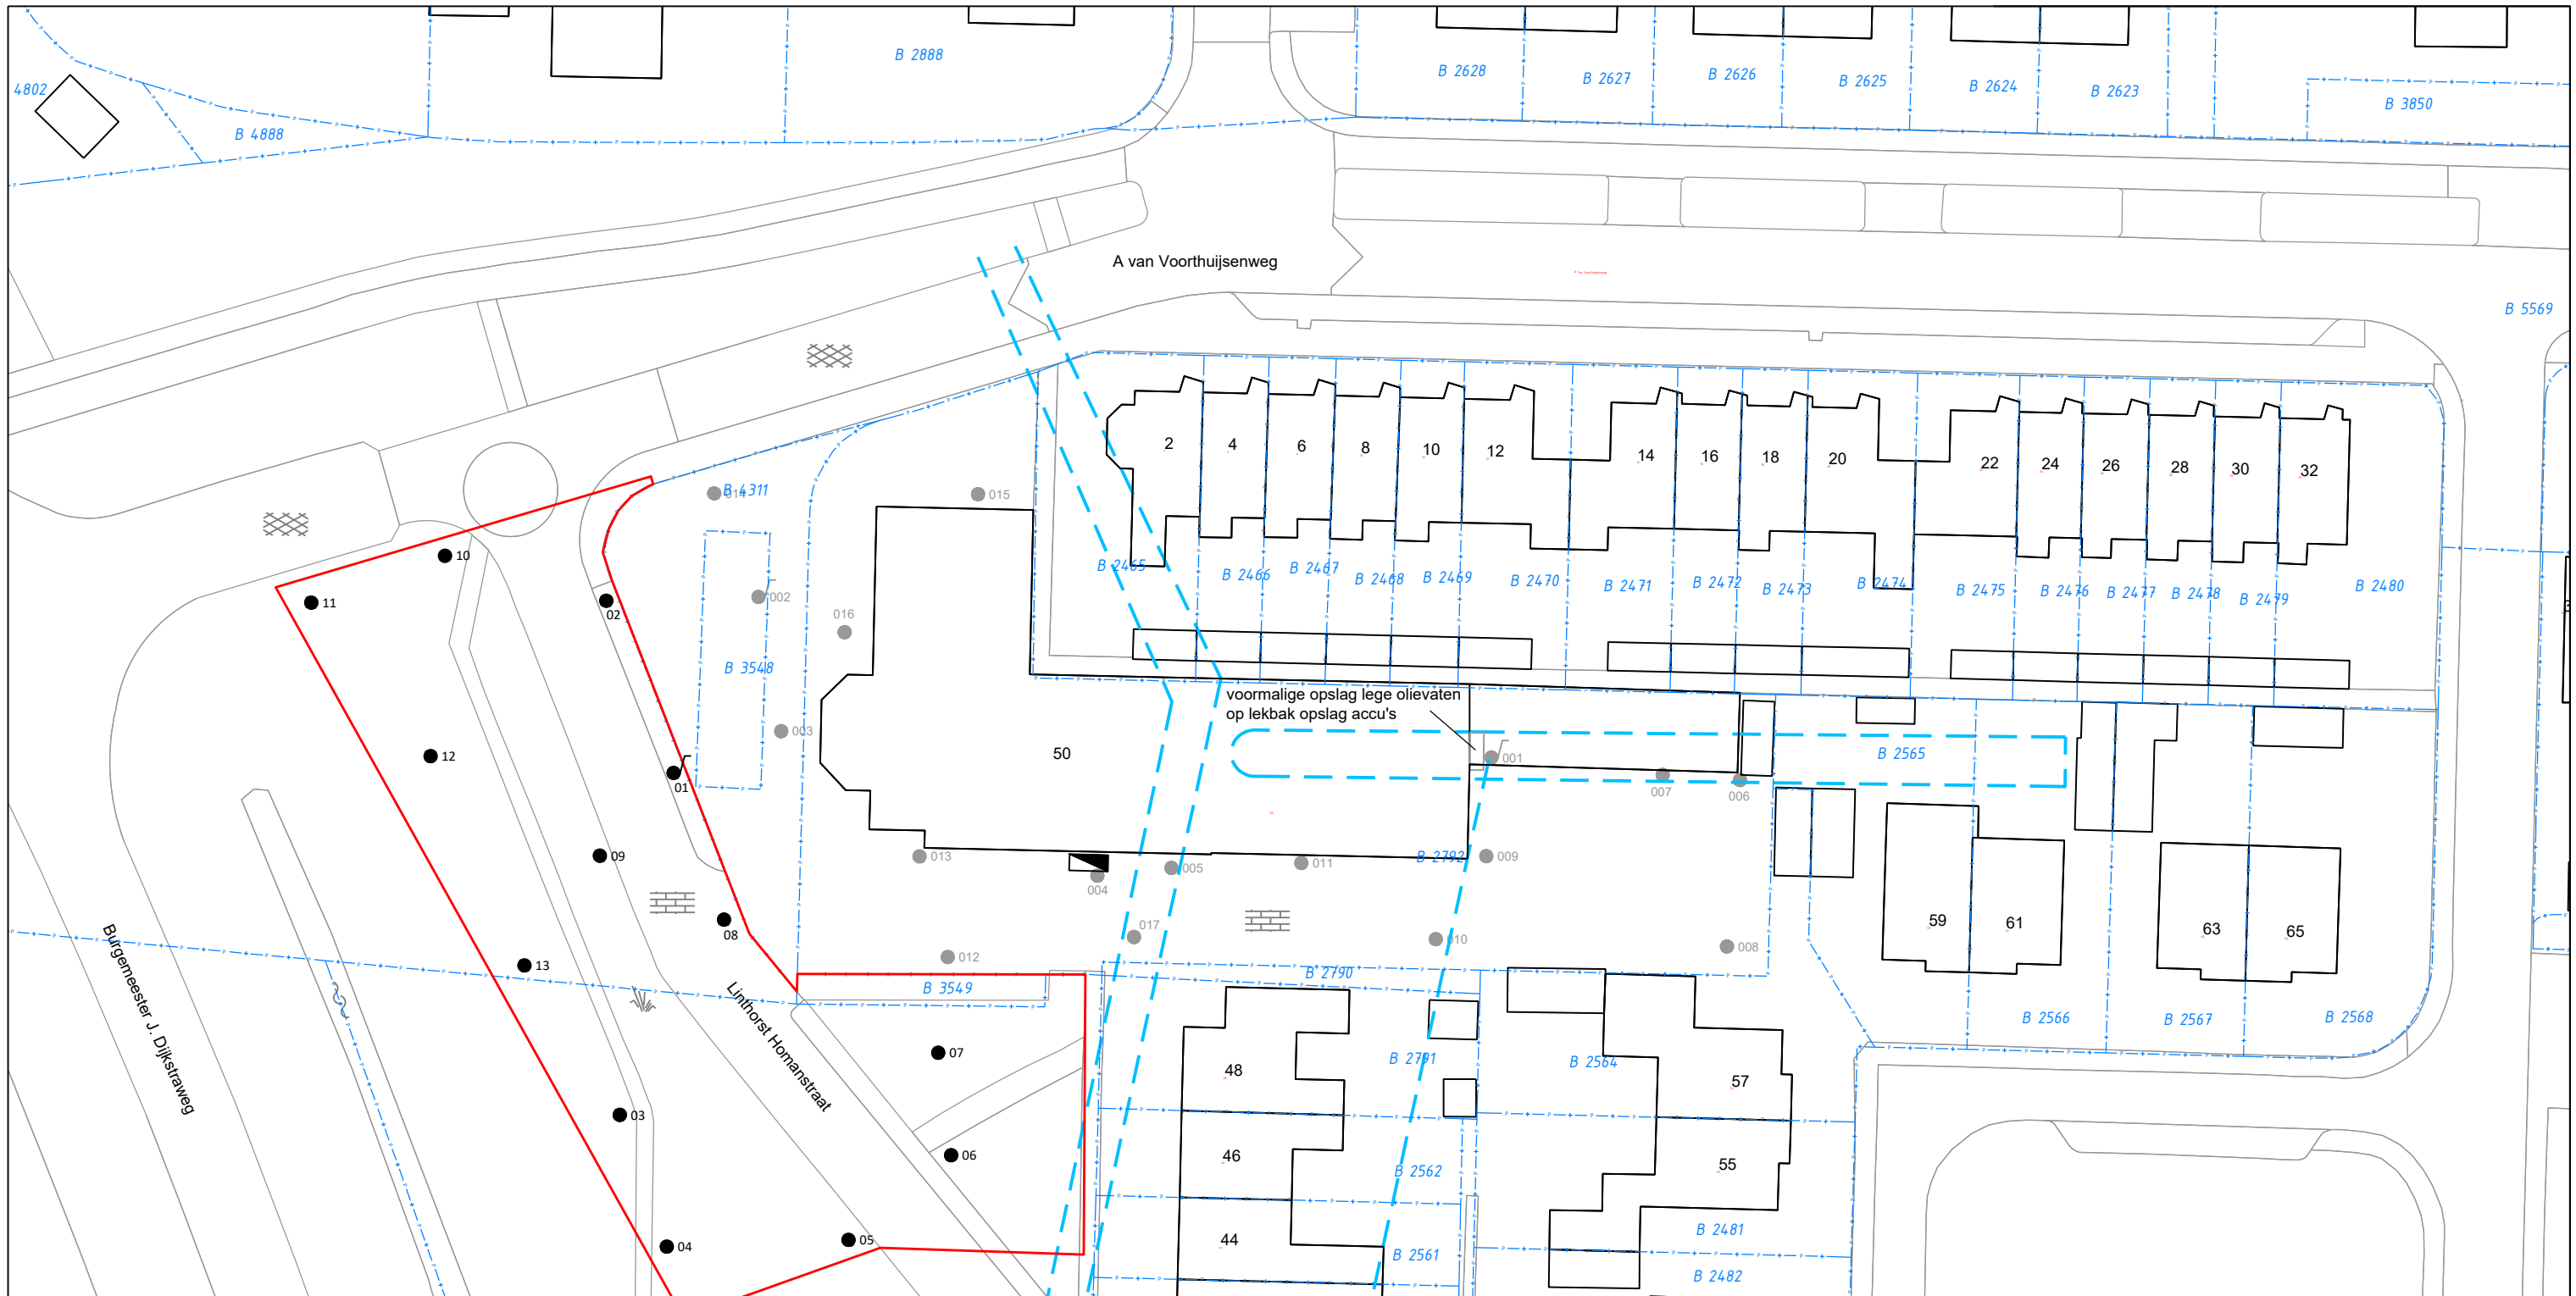 B 2888
B 2628
B 2627
B 2626
B 2625
B 2624
B 2623
B 3850
4802
B 4888
A van Voorthuijsenweg
B 5569
2
4
6
8
10
12
14
16
18
20
22
24
26
28
30
32
014
B 4311
015
10
11
02
002
016
B 2465
B 2466
B 2467
B 2468
B 2469
B 2470
B 2471
B 2472
B 2473
B 2474
B 2475
B 2476
B 2477
B 2478
B 2479
B 2480
B 3548
voormalige opslag lege olievaten
op lekbak opslag accu's
003
50
001
B 2565
12
01
007
006
09
013
004
005
011
B 2792
009
59
61
63
65
08
017
010
008
Burgemeester J. Dijkstraweg
13
012
B 2790
B 3549
Linthorst Homanstraat
B 2566
B 2567
B 2568
07
48
B 2791
B 2564
57
03
06
46
B 2562
55
04
05
44
B 2561
B 2481
B 2482